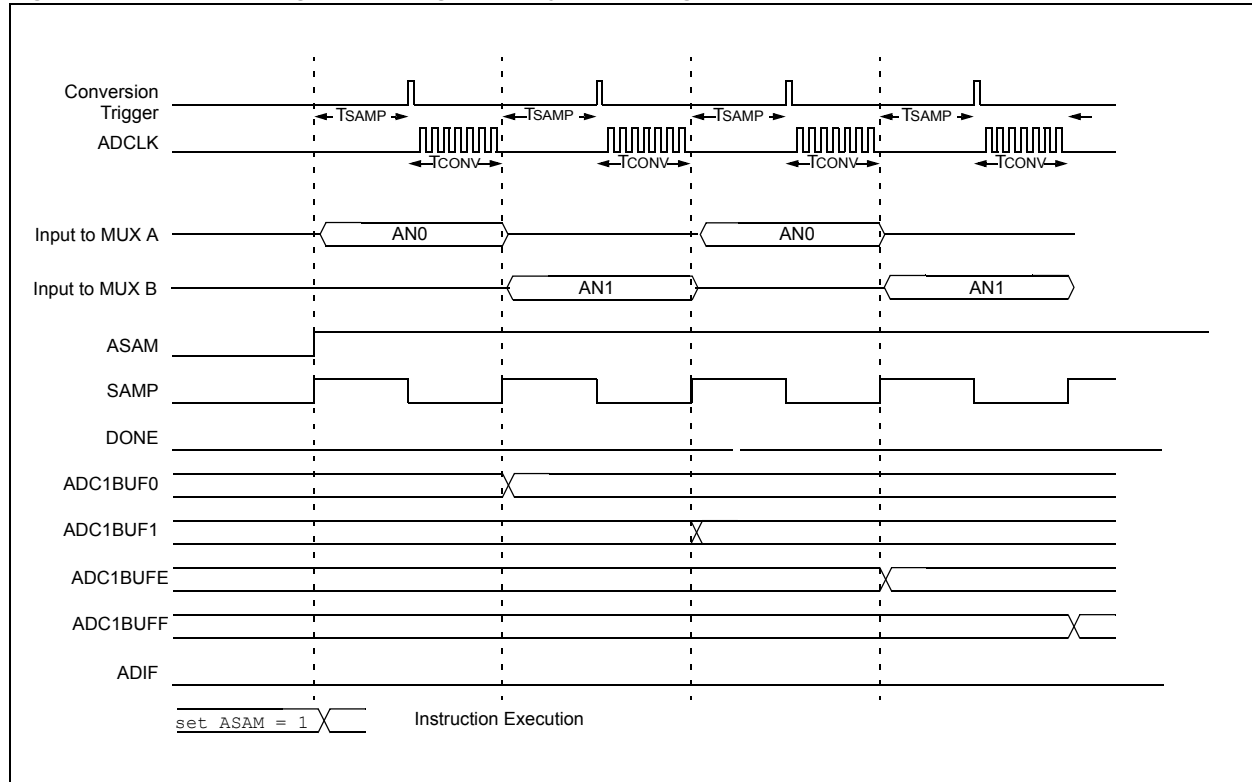 Conversion
Trigger
TSAMP TSAMP TSAMP TSAMP
ADCLK
TCONV TCONV TCONV TCONV
Input to MUX A
AN0 AN0
Input to MUX B
AN1 AN1
ASAM
SAMP
DONE
ADC1BUF0
ADC1BUF1
ADC1BUFE
ADC1BUFF
ADIF
set ASAM = 1 Instruction Execution